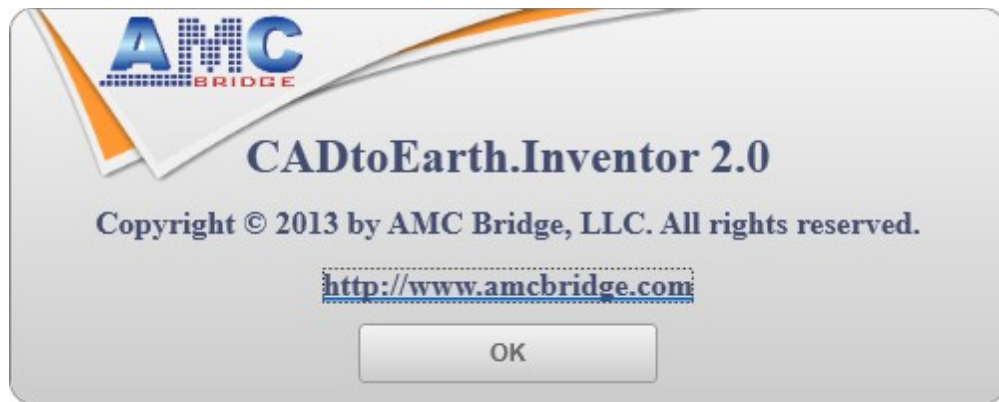 AMC
BRIDGE
CADtoEarth.Inventor 2.0
Copyright © 2013 by AMC Bridge, LLC. All rights reserved.
http://www.amcbridge.com
OK